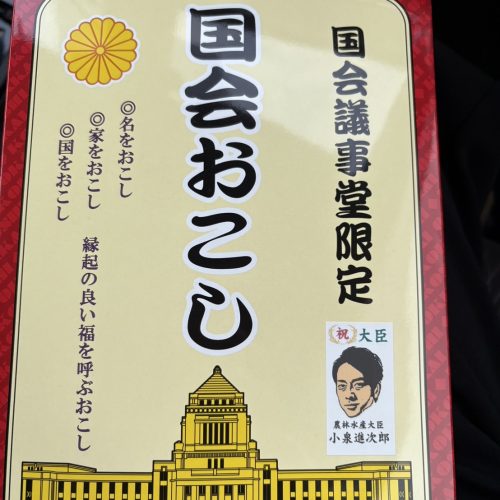 国会議事堂限定
国会おこし
◎名をおこし
◎家をおこし
◎国をおこし
縁起の良い福を呼ぶおこし
祝 大臣
農林水産大臣
小泉進次郎